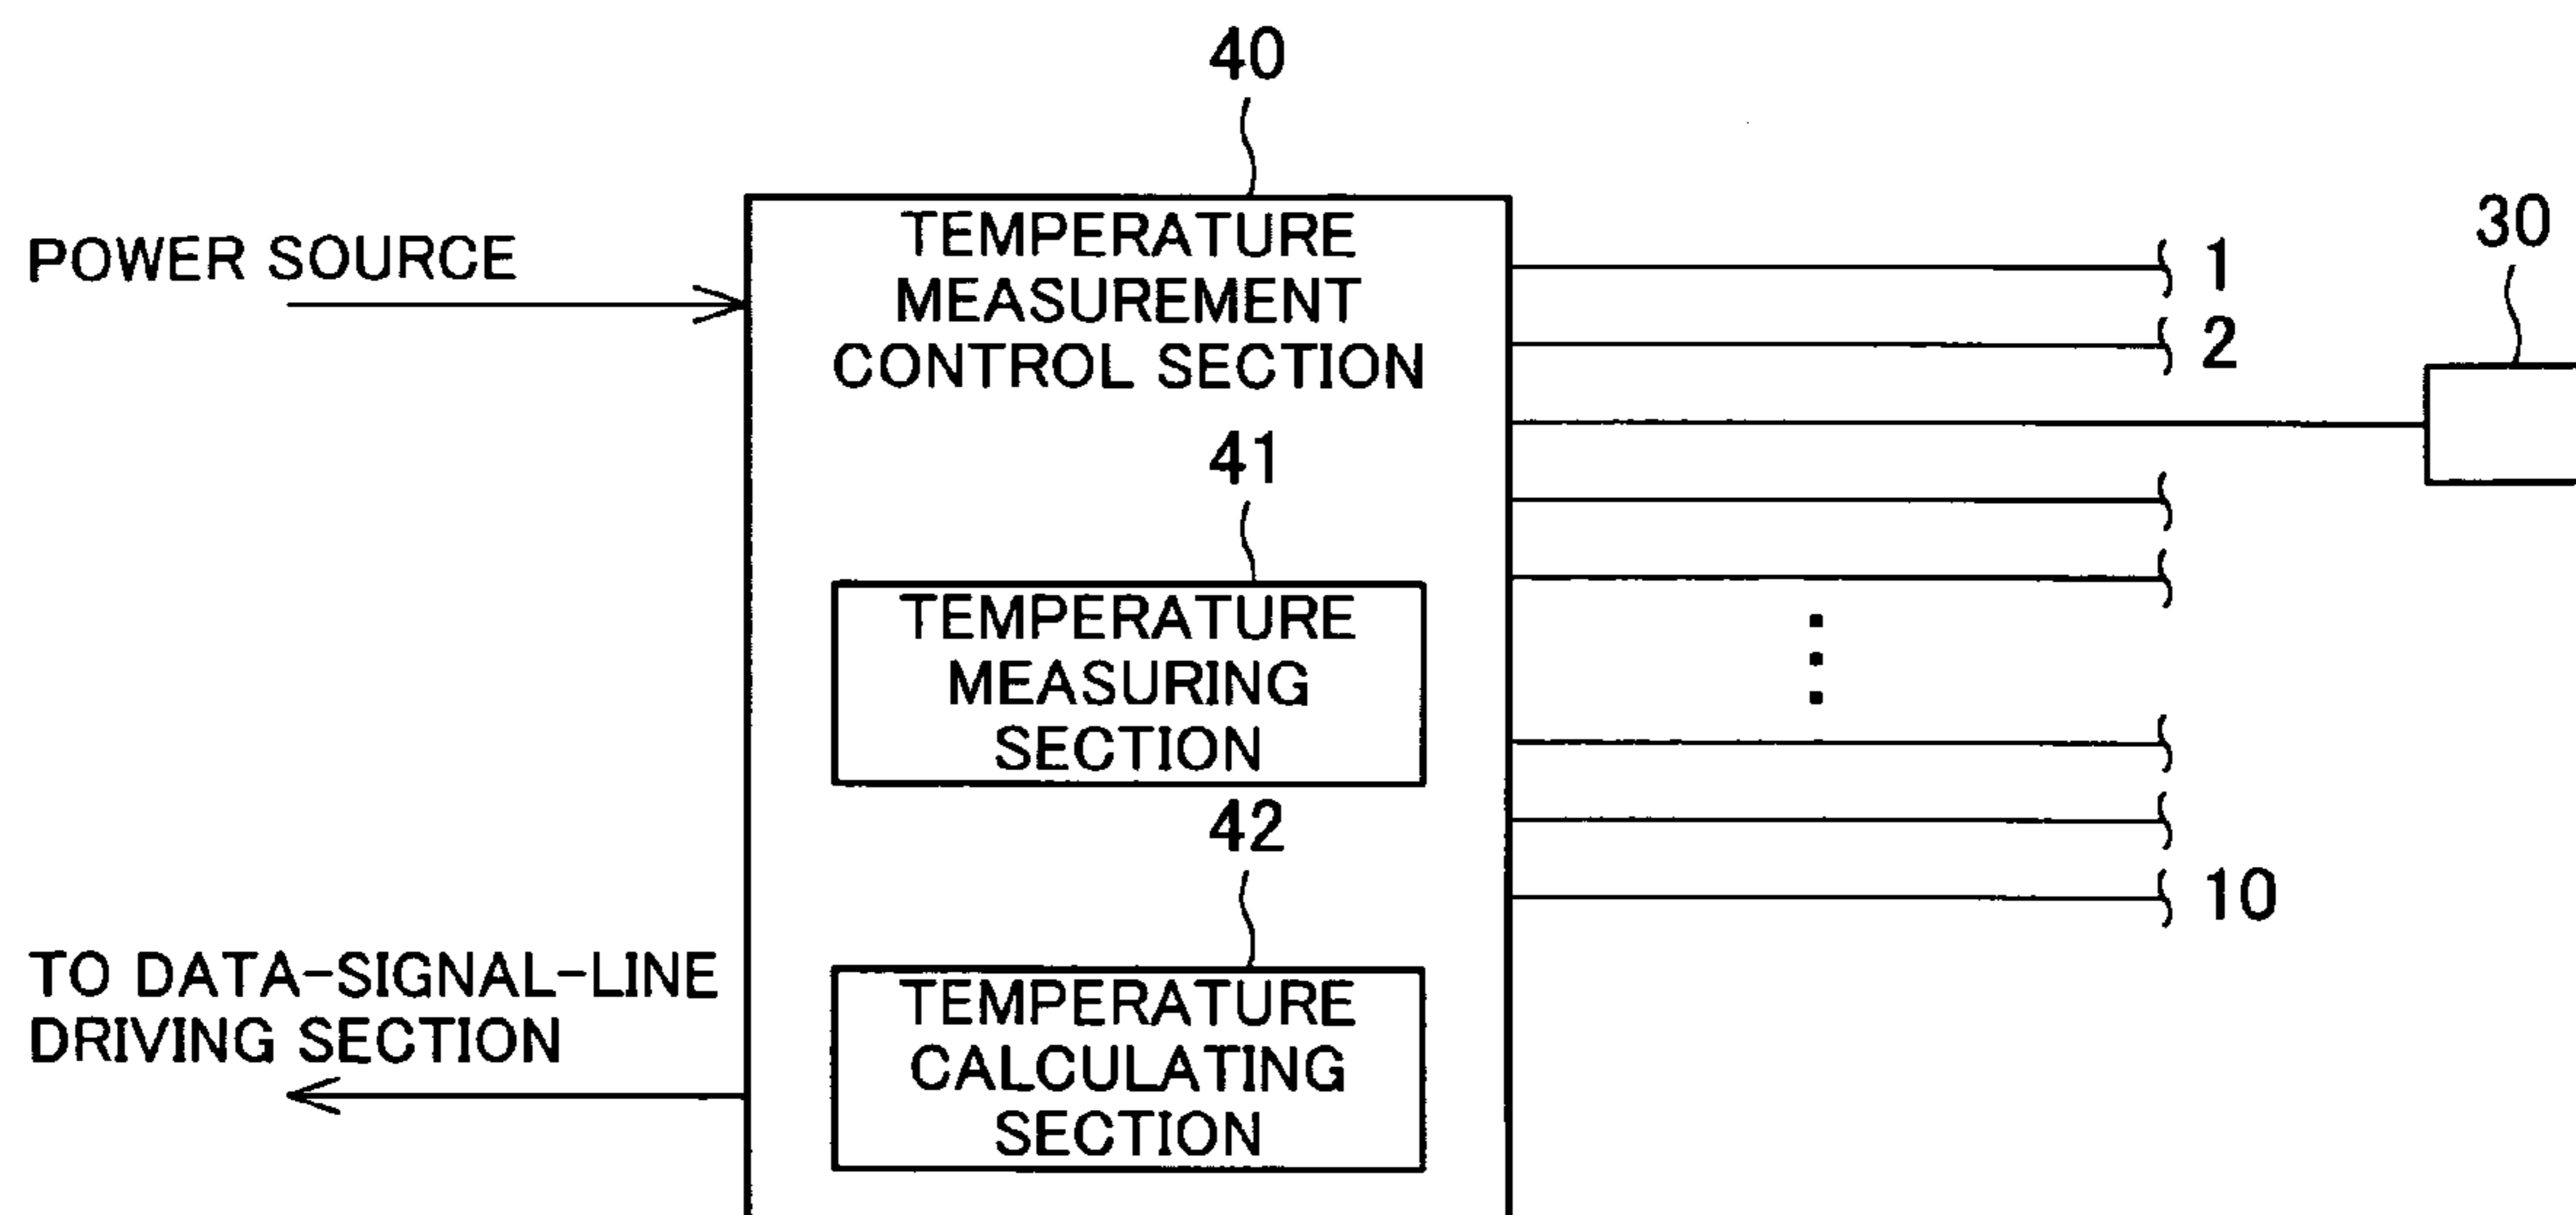 40
POWER SOURCE
TEMPERATURE
MEASUREMENT
CONTROL SECTION
1
2
30
41
TEMPERATURE
MEASURING
SECTION
42
10
TO DATA-SIGNAL-LINE
DRIVING SECTION
TEMPERATURE
CALCULATING
SECTION